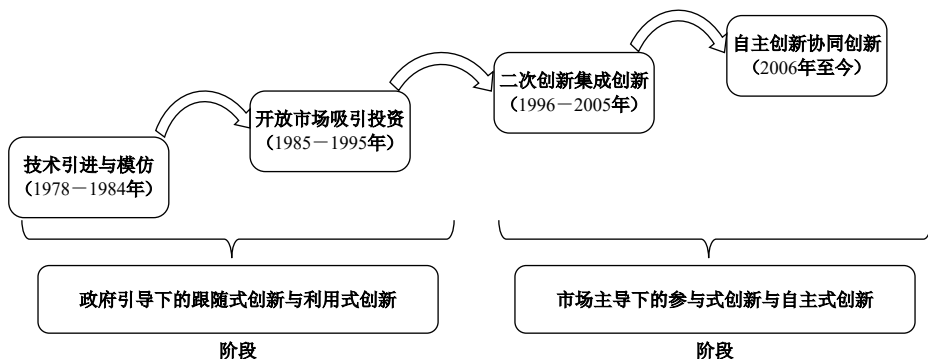 自主创新协同创新
（2006年至今）
二次创新集成创新
（1996－2005年）
开放市场吸引投资
（1985－1995年）
技术引进与模仿
（1978－1984年）
政府引导下的跟随式创新与利用式创新
市场主导下的参与式创新与自主式创新
阶段
阶段